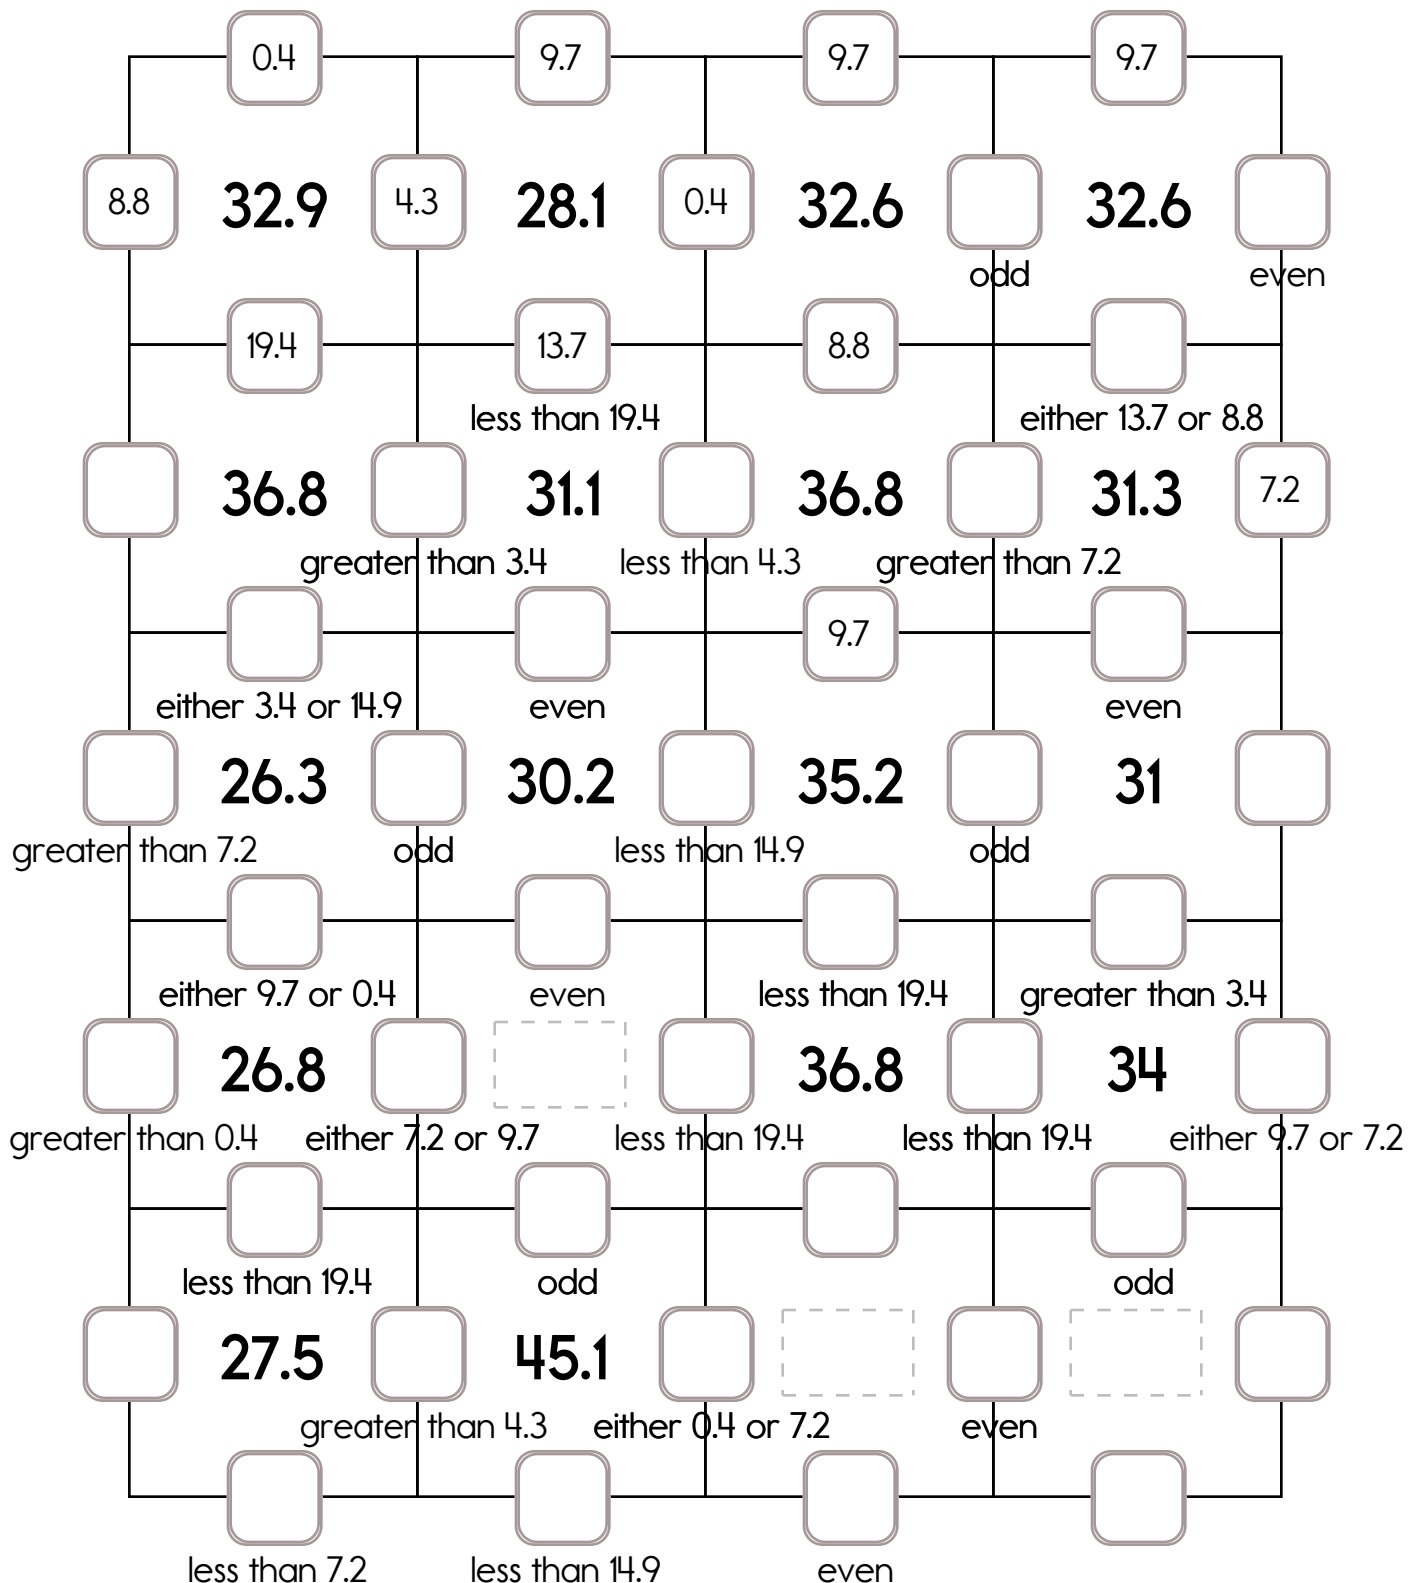 0.4 9.7 9.7 9.7
8.8 32.9 4.3 28.1 0.4 32.6 32.6
odd even
19.4 13.7 8.8
less than 19.4 either 13.7 or 8.8
36.8 31.1 36.8 31.3 7.2
greater than 3.4 less than 4.3 greater than 7.2
9.7
either 3.4 or 14.9 even even
26.3 30.2 35.2 31
greater than 7.2 odd less than 14.9 odd
either 9.7 or 0.4 even less than 19.4 greater than 3.4
26.8 36.8 34
greater than 0.4 either 7.2 or 9.7 less than 19.4 less than 19.4 either 9.7 or 7.2
less than 19.4 odd odd
27.5 45.1
greater than 4.3 either 0.4 or 7.2 even
less than 7.2 less than 14.9 even